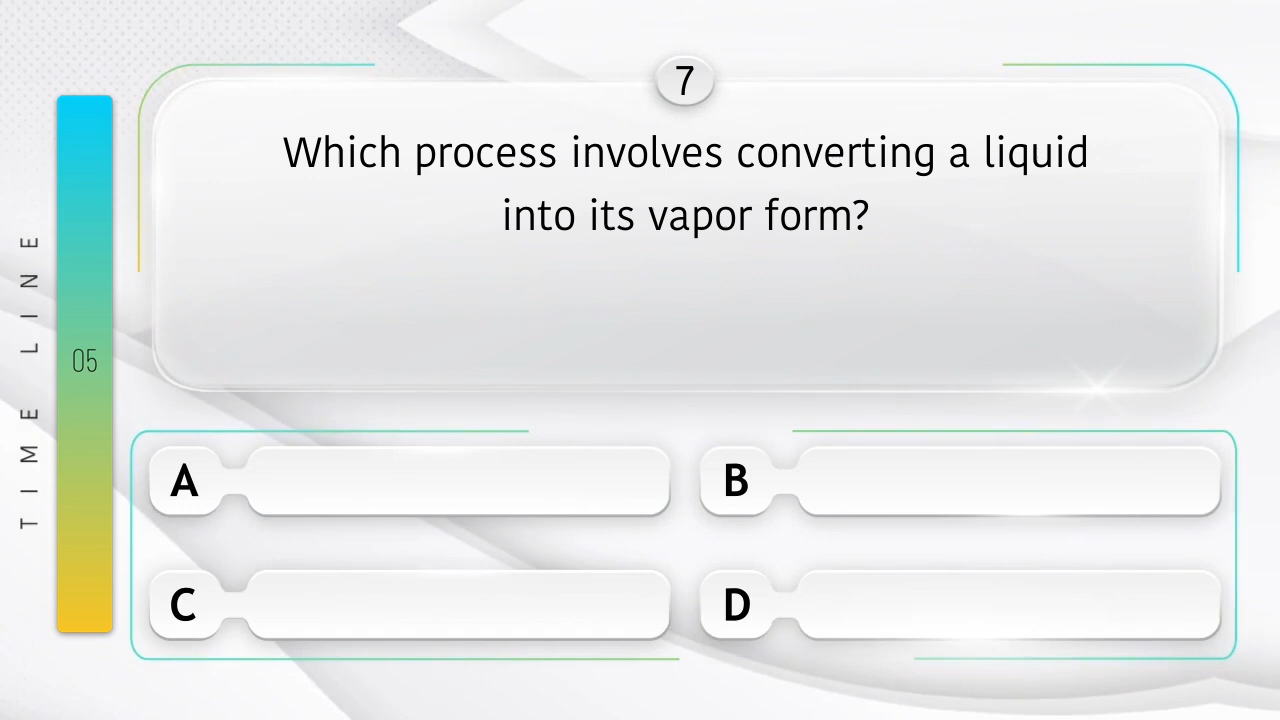 7
Which process involves converting a liquid
into its vapor form?
TIME LINE
05
A
B
C
D